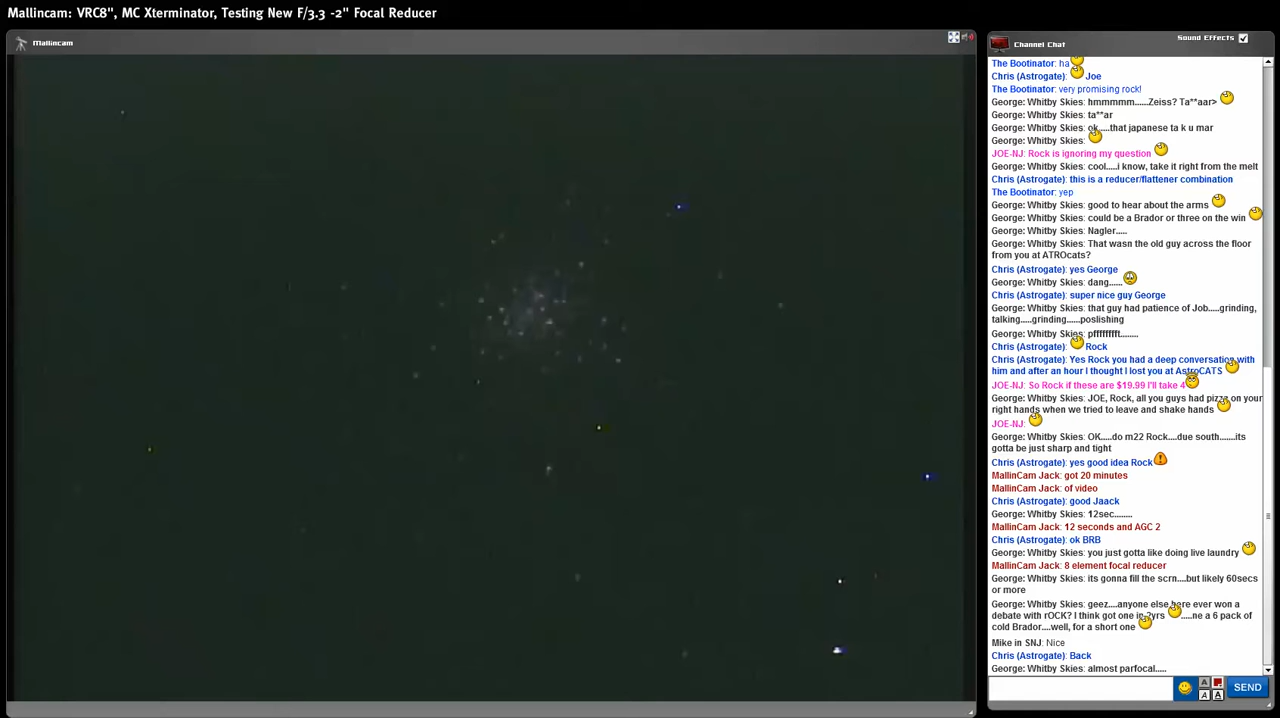 Mallincam: VRC8", MC Xterminator, Testing New F/3.3 -2" Focal Reducer
Mallincam
Channel Chat
Sound Effects
The Bootinator: ha
Chris (Astrogate): Joe
The Bootinator: very promising rock!
George: Whitby Skies: hmmmmm......Zeiss? Ta**aar>
George: Whitby Skies: ta**ar
George: Whitby Skies: ok.....that japanese ta k u mar
George: Whitby Skies:
JOE-NJ: Rock is ignoring my question
George: Whitby Skies: cool.....i know, take it right from the melt
Chris (Astrogate): this is a reducer/flattener combination
The Bootinator: yep
George: Whitby Skies: good to hear about the arms
George: Whitby Skies: could be a Brador or three on the win
George: Whitby Skies: Nagler.....
George: Whitby Skies: That wasn the old guy across the floor
from you at ATROcats?
Chris (Astrogate): yes George
George: Whitby Skies: dang......
Chris (Astrogate): super nice guy George
George: Whitby Skies: that guy had patience of Job.....grinding,
talking.....grinding......poslishing
George: Whitby Skies: pffffffffft........
Chris (Astrogate): Rock
Chris (Astrogate): Yes Rock you had a deep conversation with
him and after an hour I thought I lost you at AstroCATS
JOE-NJ: So Rock if these are $19.99 I'll take 4
George: Whitby Skies: JOE, Rock, all you guys had pizza on your
right hands when we tried to leave and shake hands
JOE-NJ:
George: Whitby Skies: OK.....do m22 Rock....due south.......its
gotta be just sharp and tight
Chris (Astrogate): yes good idea Rock
MallinCam Jack: got 20 minutes
MallinCam Jack: of video
Chris (Astrogate): good Jaack
George: Whitby Skies: 12sec........
MallinCam Jack: 12 seconds and AGC 2
Chris (Astrogate): ok BRB
George: Whitby Skies: you just gotta like doing live laundry
MallinCam Jack: 8 element focal reducer
George: Whitby Skies: its gonna fill the scrn....but likely 60secs
or more
George: Whitby Skies: geez....anyone else here ever won a
debate with rOCK? I think got one in 2yrs .....ne a 6 pack of
cold Brador....well, for a short one
Mike in SNJ: Nice
Chris (Astrogate): Back
George: Whitby Skies: almost parfocal.....
A
A A
SEND